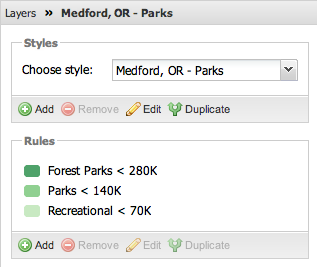 Layers » Medford, OR - Parks
Styles
Choose style: Medford, OR - Parks
Add Remove Edit Duplicate
Rules
Forest Parks < 280K
Parks < 140K
Recreational < 70K
Add Remove Edit Duplicate